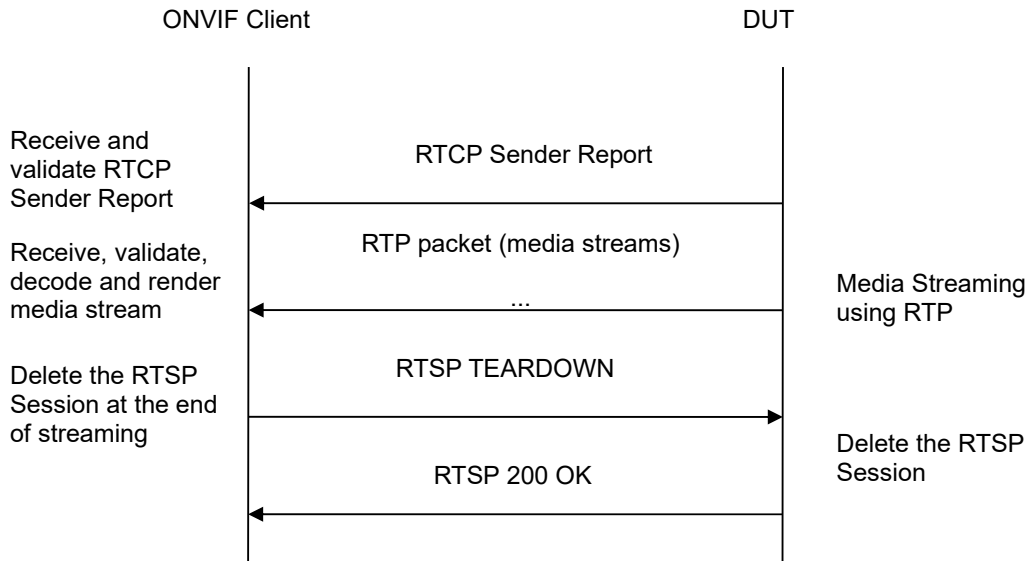 ONVIF Client
DUT
Receive and
validate RTCP
Sender Report
RTCP Sender Report
Receive, validate,
decode and render
media stream
RTP packet (media streams)
...
Media Streaming
using RTP
Delete the RTSP
Session at the end
of streaming
RTSP TEARDOWN
Delete the RTSP
Session
RTSP 200 OK